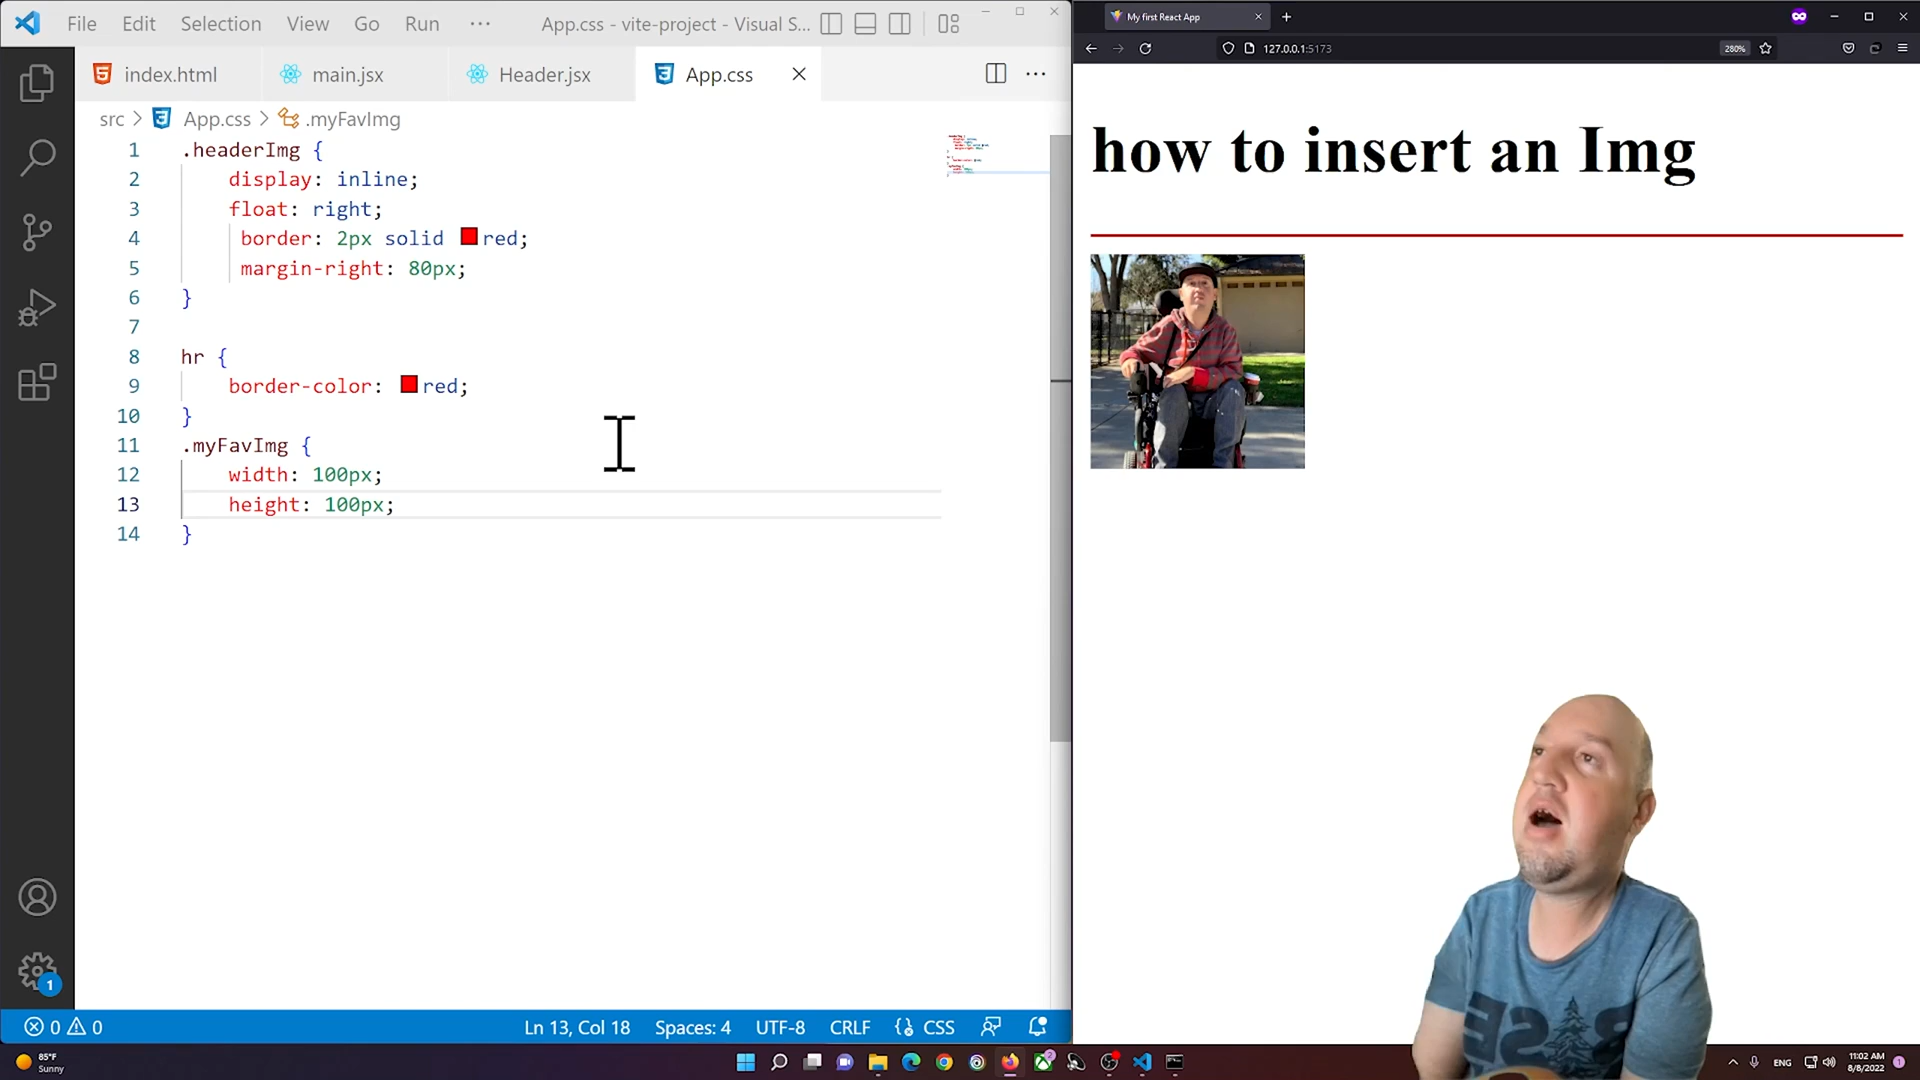 File Edit Selection View Go Run ··· App.css - vite-project - Visual S...
index.html main.jsx Header.jsx App.css
src > App.css > .myFavImg
1 .headerImg {
2 display: inline;
3 float: right;
4 border: 2px solid red;
5 margin-right: 80px;
6 }
7
8 hr {
9 border-color: red;
10 }
11 .myFavImg {
12 width: 100px;
13 height: 100px;
14 }
1
0 0 Ln 13, Col 18 Spaces: 4 UTF-8 CRLF CSS
My first React App
127.0.0.1:5173 280%
how to insert an Img
85°F
Sunny
ENG
11:02 AM
8/8/2022